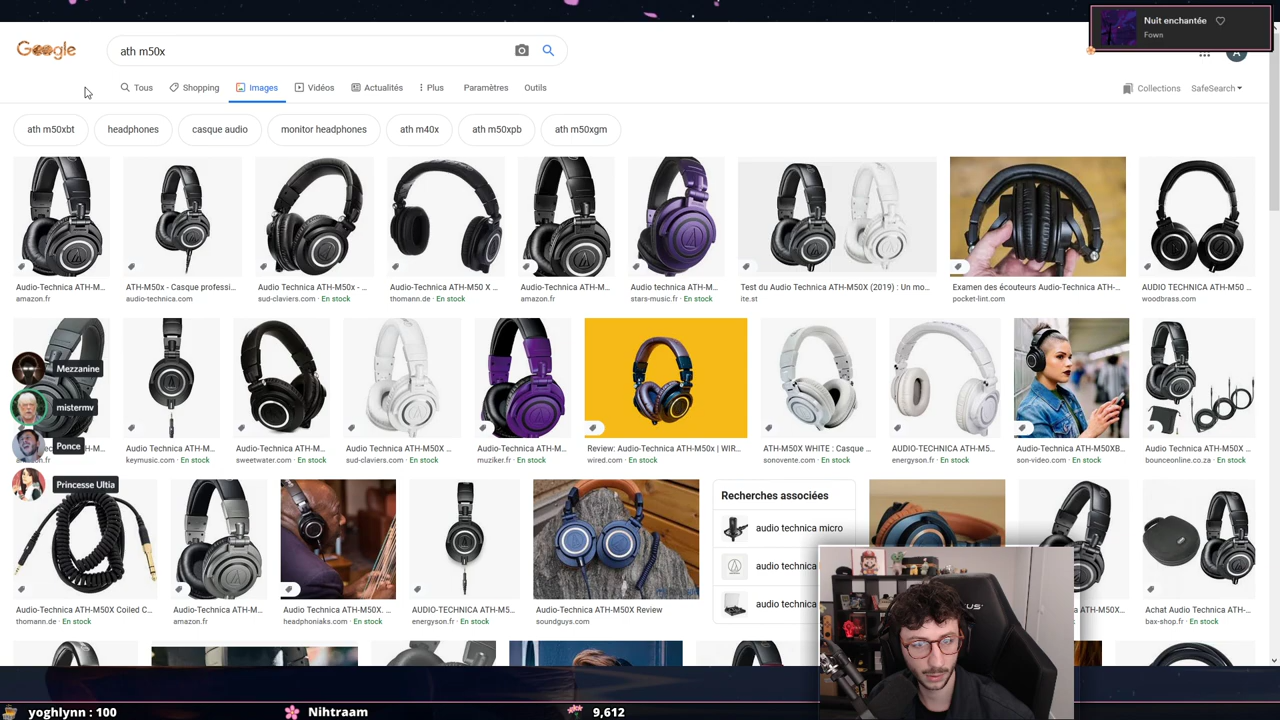 Nuit enchantée
Fown
Google
ath m50x
Tous
Shopping
Images
Vidéos
Actualités
Plus
Paramètres
Outils
Collections
SafeSearch
ath m50xbt
headphones
casque audio
monitor headphones
ath m40x
ath m50xpb
ath m50xgm
Audio-Technica ATH-M...
amazon.fr
ATH-M50x - Casque professi...
audio-technica.com
Audio Technica ATH-M50x - ...
sud-claviers.com · En stock
Audio-Technica ATH-M50 X ...
thomann.de · En stock
Audio-Technica ATH-M...
amazon.fr
Audio technica ATH-M...
stars-music.fr · En stock
Test du Audio Technica ATH-M50X (2019) : Un mo...
ite.st
Examen des écouteurs Audio-Technica ATH-...
pocket-lint.com
AUDIO TECHNICA ATH-M50 ...
woodbrass.com
Mezzanine
mistermv
Ponce
Princesse Ultia
Audio Technica ATH-M...
keymusic.com · En stock
Audio-Technica ATH-M...
sweetwater.com · En stock
Audio Technica ATH-M50X ...
sud-claviers.com · En stock
Audio-Technica ATH-M...
muziker.fr · En stock
Review: Audio-Technica ATH-M50x | WIR...
wired.com · En stock
ATH-M50X WHITE : Casque ...
sonovente.com · En stock
AUDIO-TECHNICA ATH-M5...
energyson.fr · En stock
Audio-Technica ATH-M50XB...
son-video.com · En stock
Audio Technica ATH-M50X ...
bounceonline.co.za · En stock
Audio-Technica ATH-M50X Coiled C...
thomann.de · En stock
Audio-Technica ATH-M...
amazon.fr · En stock
Audio Technica ATH-M50X. ...
headphoniaks.com · En stock
AUDIO-TECHNICA ATH-M5...
energyson.fr · En stock
Audio-Technica ATH-M50X Review
soundguys.com
Recherches associées
audio technica micro
audio technica
audio technica
Achat Audio Technica ATH-...
bax-shop.fr · En stock
yoghlynn : 100
Nihtraam
9,612